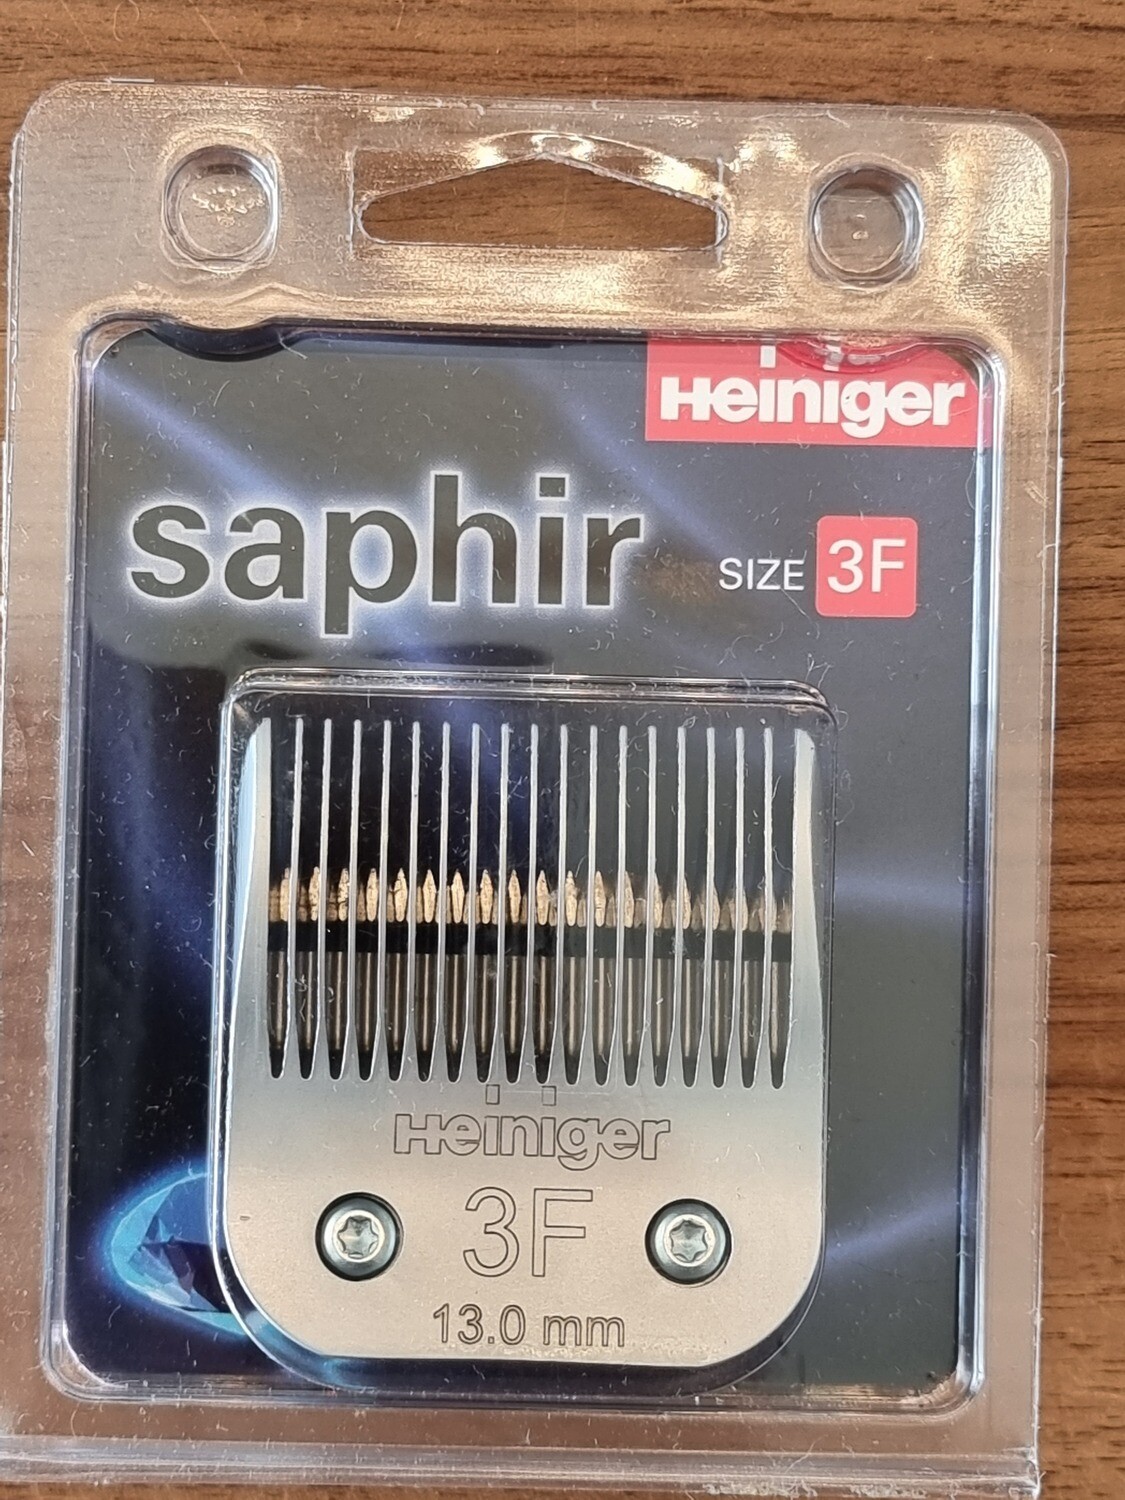 Heiniger
saphir
SIZE 3F
Heiniger
3F
13.0 mm